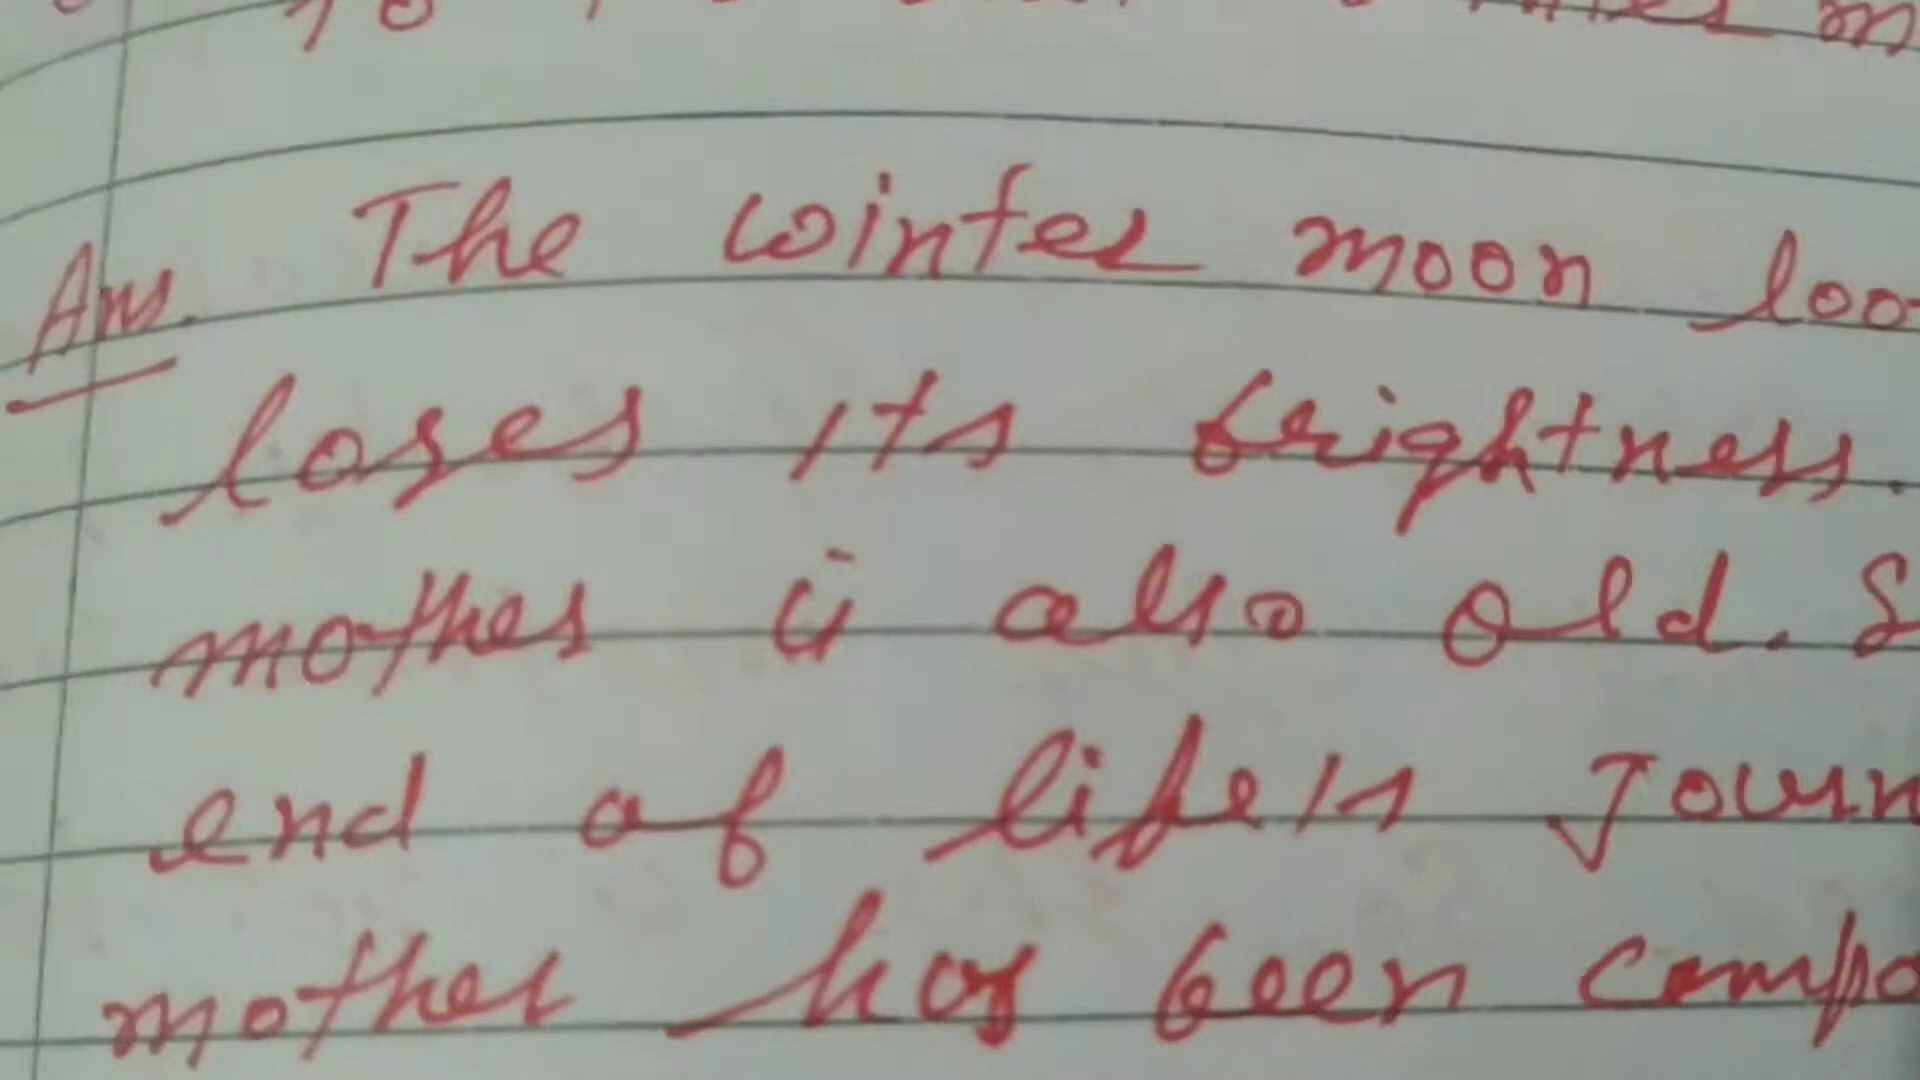 Ans. The winter moon loo
loses its brightness.
mother is also old. S
end of life's Journ
mother has been compa